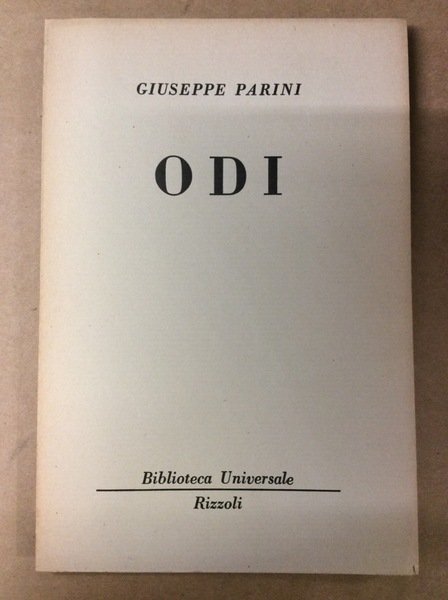 GIUSEPPE PARINI
ODI
Biblioteca Universale
Rizzoli